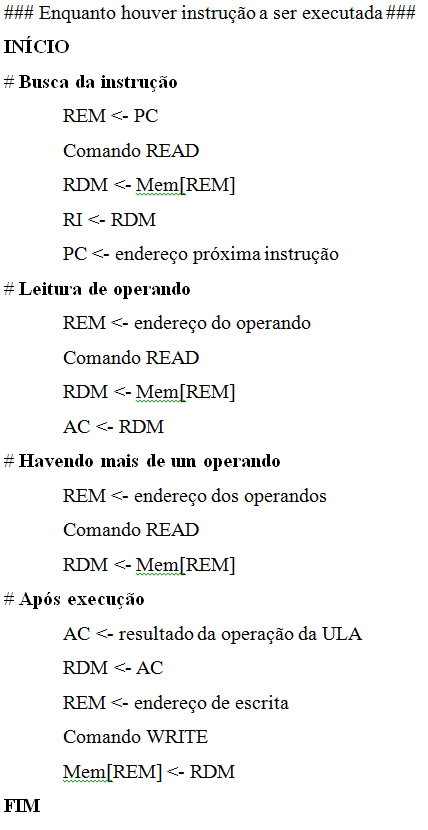 ### Enquanto houver instrução a ser executada ###
INÍCIO
# Busca da instrução
REM <- PC
Comando READ
RDM <- Mem[REM]
RI <- RDM
PC <- endereço próxima instrução
# Leitura de operando
REM <- endereço do operando
Comando READ
RDM <- Mem[REM]
AC <- RDM
# Havendo mais de um operando
REM <- endereço dos operandos
Comando READ
RDM <- Mem[REM]
# Após execução
AC <- resultado da operação da ULA
RDM <- AC
REM <- endereço de escrita
Comando WRITE
Mem[REM] <- RDM
FIM